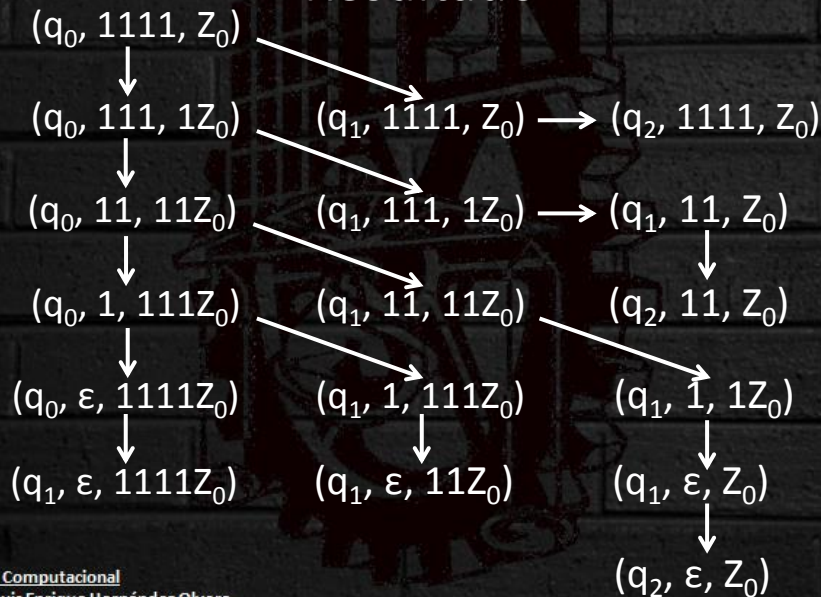 (q₀, 1111, Z₀)
(q₀, 111, 1Z₀) (q₁, 1111, Z₀) (q₂, 1111, Z₀)
(q₀, 11, 11Z₀) (q₁, 111, 1Z₀) (q₁, 11, Z₀)
(q₀, 1, 111Z₀) (q₁, 11, 11Z₀) (q₂, 11, Z₀)
(q₀, ε, 1111Z₀) (q₁, 1, 111Z₀) (q₁, 1, 1Z₀)
(q₁, ε, 1111Z₀) (q₁, ε, 11Z₀) (q₁, ε, Z₀)
(q₂, ε, Z₀)
Computacional
Enrique Hernández